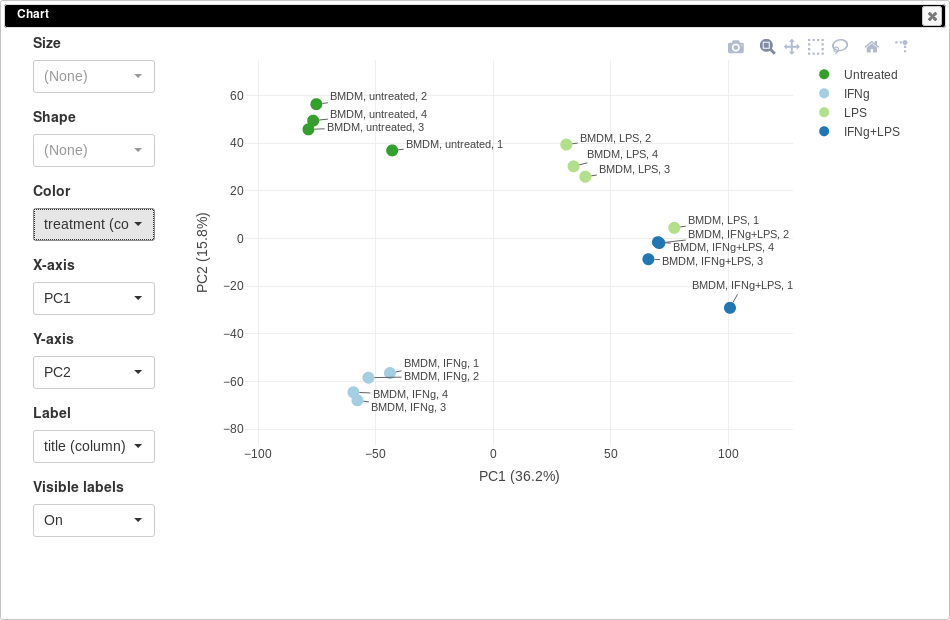 Chart
Size
(None)
Shape
(None)
Color
treatment (co
X-axis
PC1
Y-axis
PC2
Label
title (column)
Visible labels
On
Untreated
IFNg
LPS
IFNg+LPS
60
40
20
0
−20
−40
−60
−80
PC2 (15.8%)
BMDM, untreated, 2
BMDM, untreated, 4
BMDM, untreated, 3
BMDM, untreated, 1
BMDM, LPS, 2
BMDM, LPS, 4
BMDM, LPS, 3
BMDM, LPS, 1
BMDM, IFNg+LPS, 2
BMDM, IFNg+LPS, 4
BMDM, IFNg+LPS, 3
BMDM, IFNg+LPS, 1
BMDM, IFNg, 1
BMDM, IFNg, 2
BMDM, IFNg, 4
BMDM, IFNg, 3
−100 −50 0 50 100
PC1 (36.2%)